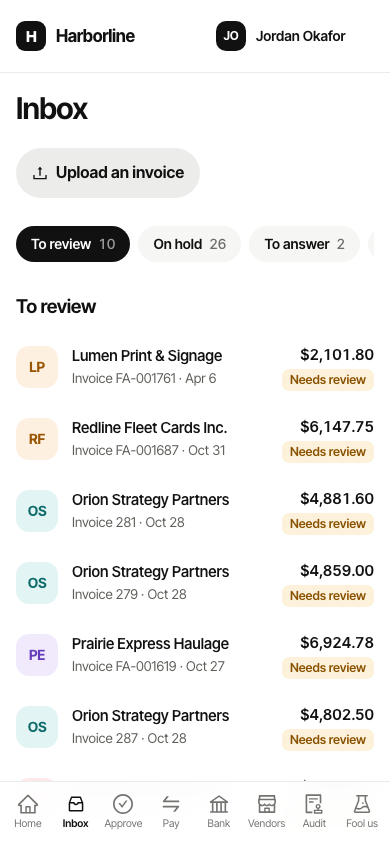 H Harborline
JO Jordan Okafor
Inbox
Upload an invoice
To review 10
On hold 26
To answer 2
To review
LP
Lumen Print & Signage
$2,101.80
Invoice FA-001761 · Apr 6
Needs review
RF
Redline Fleet Cards Inc.
$6,147.75
Invoice FA-001687 · Oct 31
Needs review
OS
Orion Strategy Partners
$4,881.60
Invoice 281 · Oct 28
Needs review
OS
Orion Strategy Partners
$4,859.00
Invoice 279 · Oct 28
Needs review
PE
Prairie Express Haulage
$6,924.78
Invoice FA-001619 · Oct 27
Needs review
OS
Orion Strategy Partners
$4,802.50
Invoice 287 · Oct 28
Needs review
Home
Inbox
Approve
Pay
Bank
Vendors
Audit
Fool us